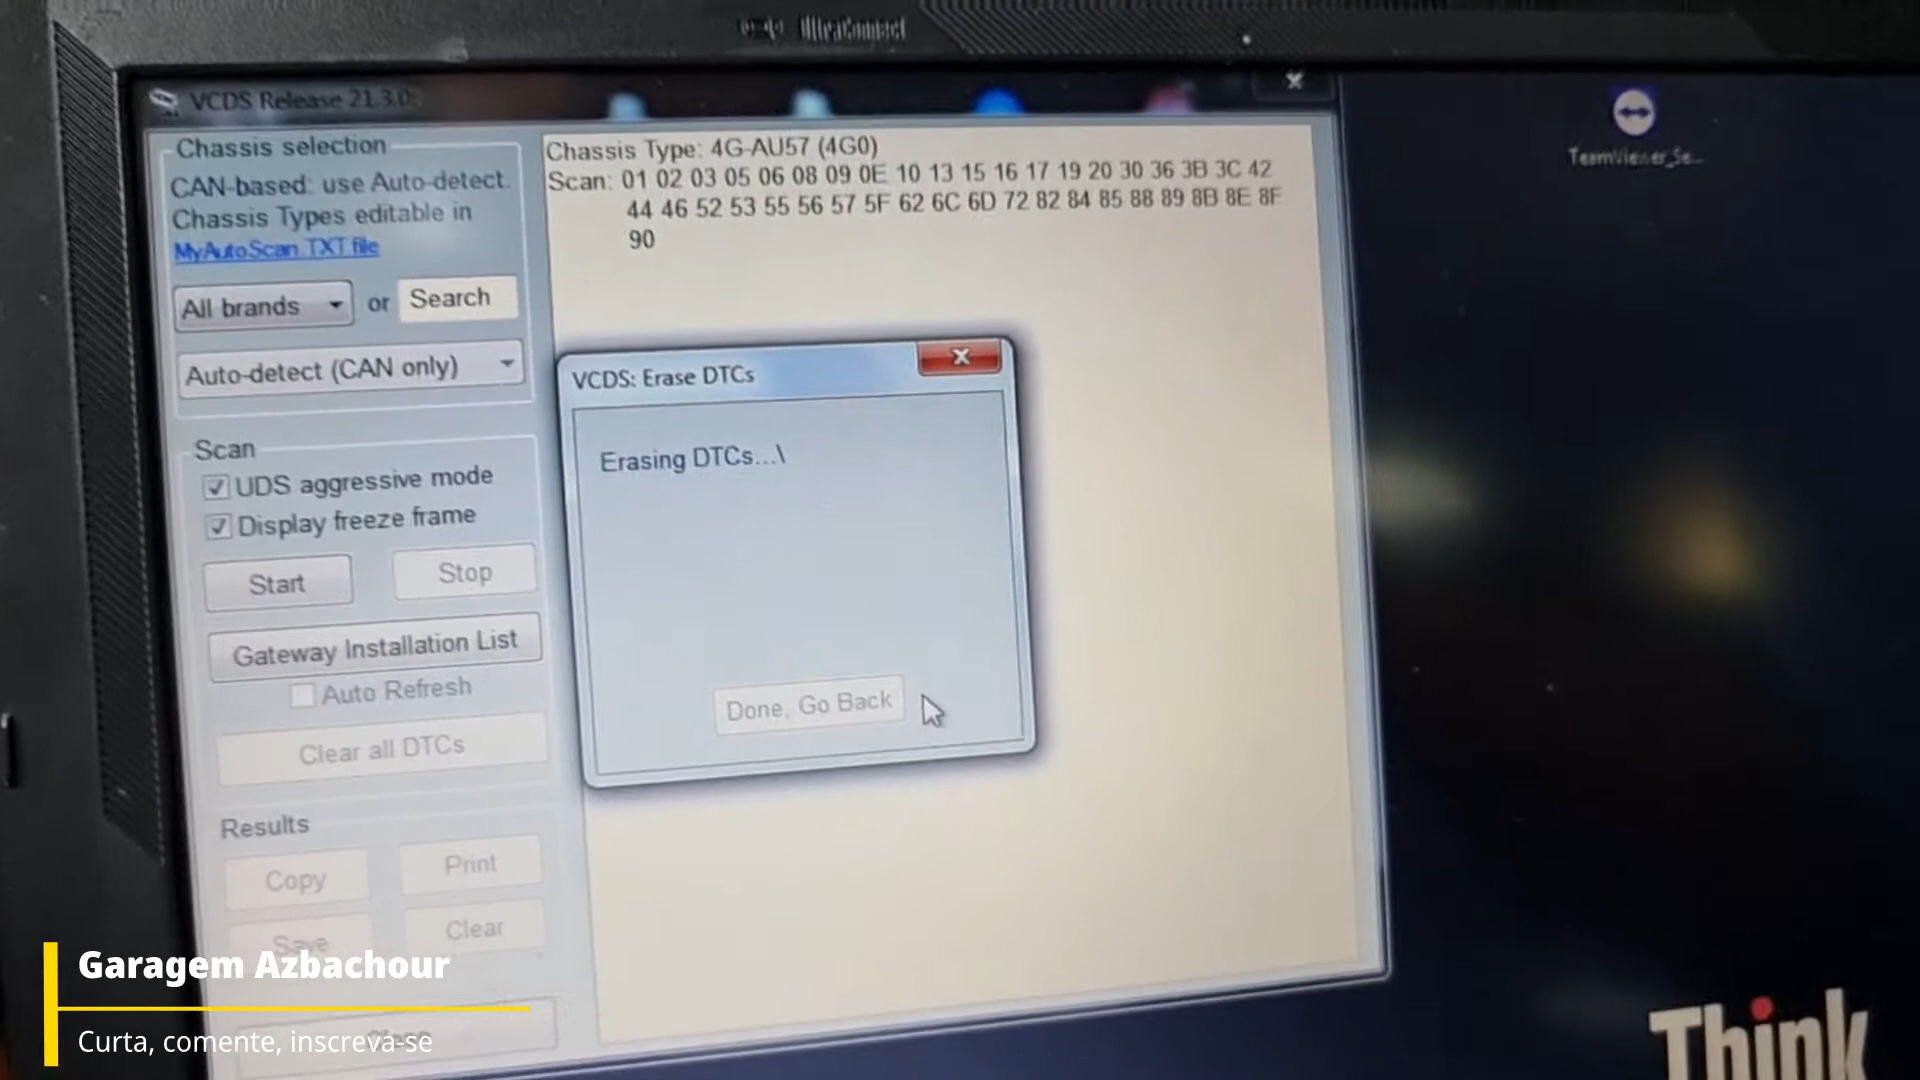 UltraConnect
VCDS Release 21.3.0:
TeamViewer_Se...
Chassis selection
CAN-based: use Auto-detect.
Chassis Types editable in
MyAutoScan.TXT file
All brands or Search
Auto-detect (CAN only)
Scan
UDS aggressive mode
Display freeze frame
Start Stop
Gateway Installation List
Auto Refresh
Clear all DTCs
Results
Copy Print
Save Clear
Close
Chassis Type: 4G-AU57 (4G0)
Scan: 01 02 03 05 06 08 09 0E 10 13 15 16 17 19 20 30 36 3B 3C 42
44 46 52 53 55 56 57 5F 62 6C 6D 72 82 84 85 88 89 8B 8E 8F
90
VCDS: Erase DTCs
Erasing DTCs...\
Done, Go Back
Garagem Azbachour
Curta, comente, inscreva-se
Think